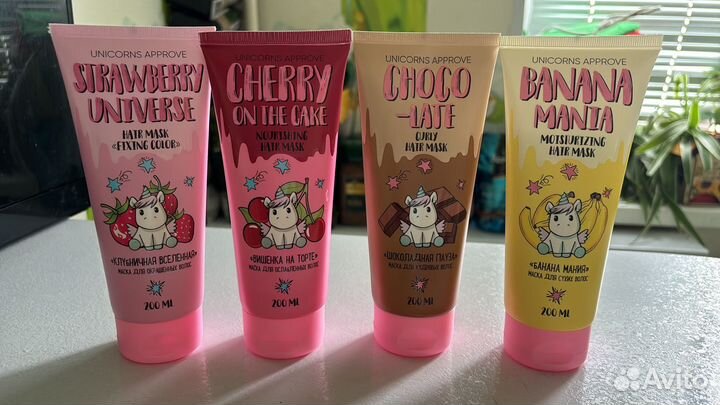 UNICORNS APPROVE
STRAWBERRY
UNIVERSE
HAIR MASK
«FIXING COLOR»
«КЛУБНИЧНАЯ ВСЕЛЕННАЯ»
МАСКА ДЛЯ ОКРАШЕННЫХ ВОЛОС
200 ML
UNICORNS APPROVE
CHERRY
ON THE CAKE
NOURISHING
HAIR MASK
«ВИШЕНКА НА ТОРТЕ»
МАСКА ДЛЯ ОСЛАБЛЕННЫХ ВОЛОС
200 ML
UNICORNS APPROVE
CHOCO
-LATE
CURLY
HAIR MASK
«ШОКОЛАДНАЯ ПАУЗА»
МАСКА ДЛЯ КУДРЯВЫХ ВОЛОС
200 ML
UNICORNS APPROVE
BANANA
MANIA
MOISTURIZING
HAIR MASK
«БАНАНА МАНИЯ»
МАСКА ДЛЯ СУХИХ ВОЛОС
200 ML
Avito